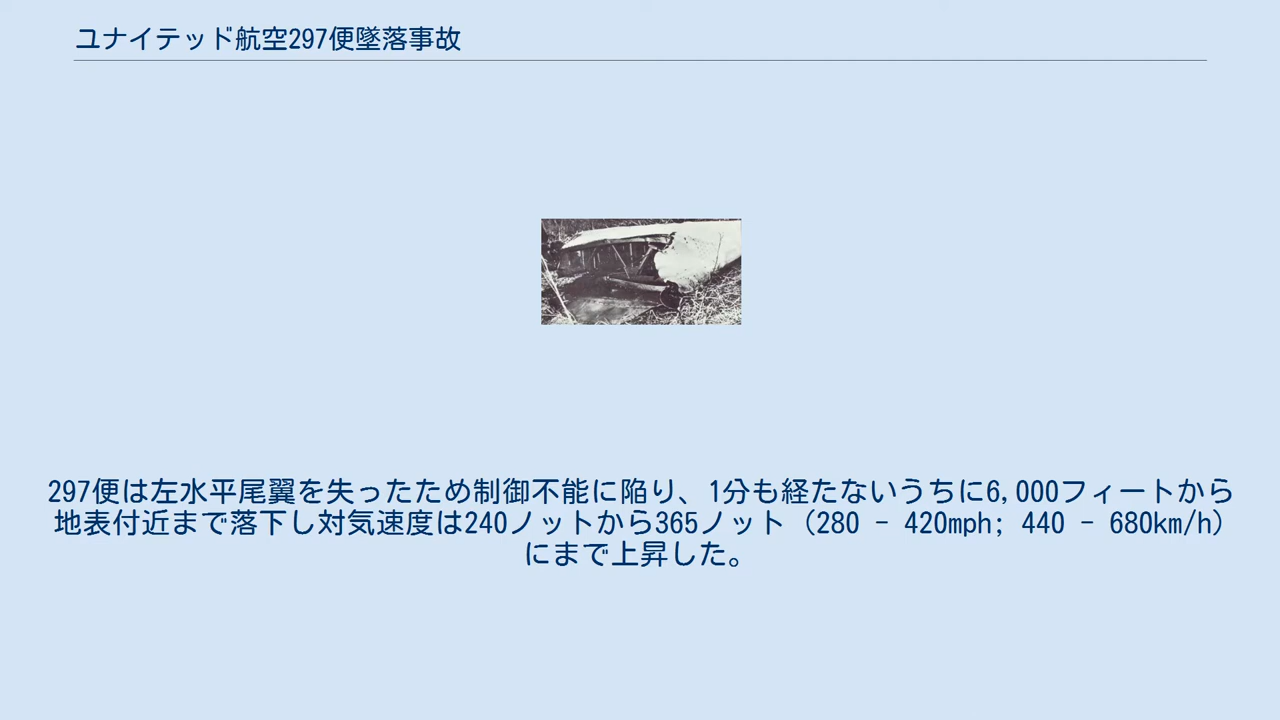 ユナイテッド航空297便墜落事故
297便は左水平尾翼を失ったため制御不能に陥り、1分も経たないうちに6,000フィートから
地表付近まで落下し対気速度は240ノットから365ノット（280 - 420mph; 440 - 680km/h）
にまで上昇した。